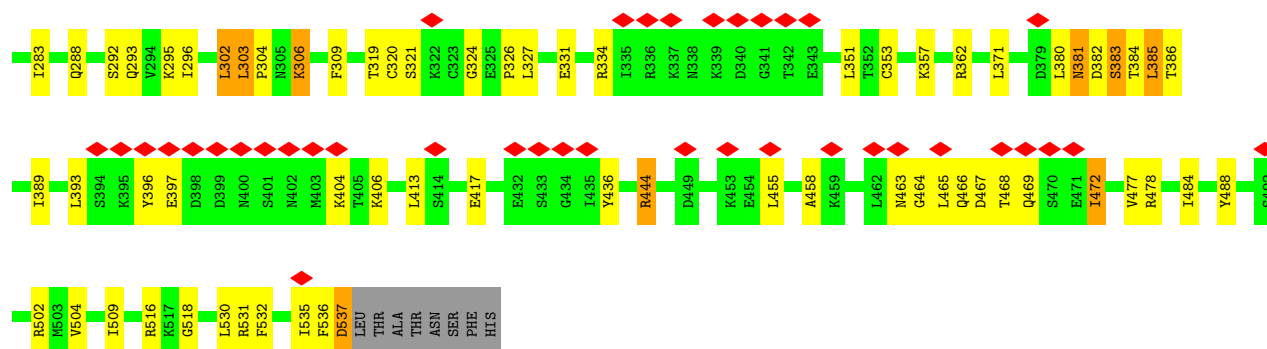 I283 Q288 S292 Q293 V294 K295 I296 L302 L303 P304 N305 K306 F309 T319 C320 S321 K322 C323 G324 E325 P326 L327 E331 R334 I335 R336 K337 N338 K339 D340 G341 T342 E343 L351 T352 C353 K357 R362 L371 D379 L380 N381 D382 S383 T384 L385 T386
I389 L393 S394 K395 Y396 E397 D398 D399 N400 S401 N402 M403 K404 T405 K406 L413 S414 E417 E432 S433 G434 I435 Y436 R444 D449 K453 E454 L455 A458 K459 L462 N463 G464 L465 Q466 D467 T468 Q469 S470 E471 I472 V477 R478 I484 Y488
R502 M503 V504 I509 R516 K517 G518 L530 R531 F532 I535 F536 D537 LEU THR ALA THR ASN SER PHE HIS